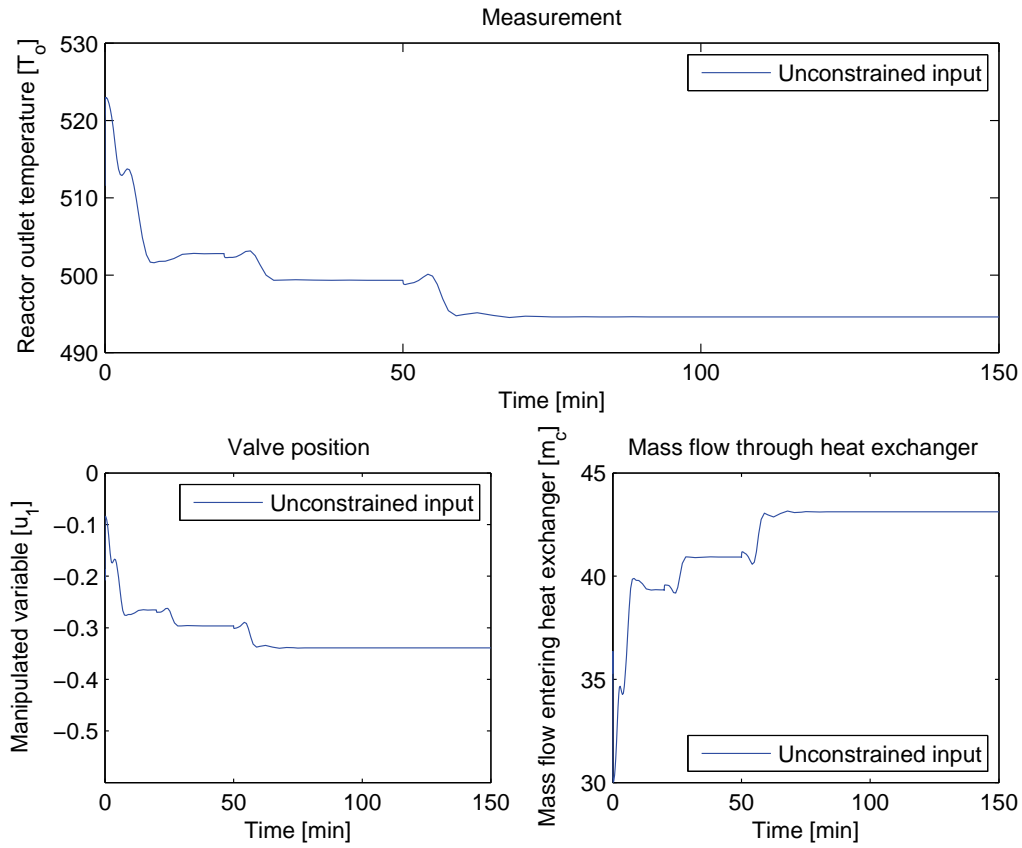 Measurement
Reactor outlet temperature [T_o]
530
520
510
500
490
Unconstrained input
0
50
100
150
Time [min]
Valve position
Manipulated variable [u_1]
0
−0.1
−0.2
−0.3
−0.4
−0.5
Unconstrained input
0
50
100
150
Time [min]
Mass flow through heat exchanger
Mass flow entering heat exchanger [m_c]
45
40
35
30
Unconstrained input
0
50
100
150
Time [min]